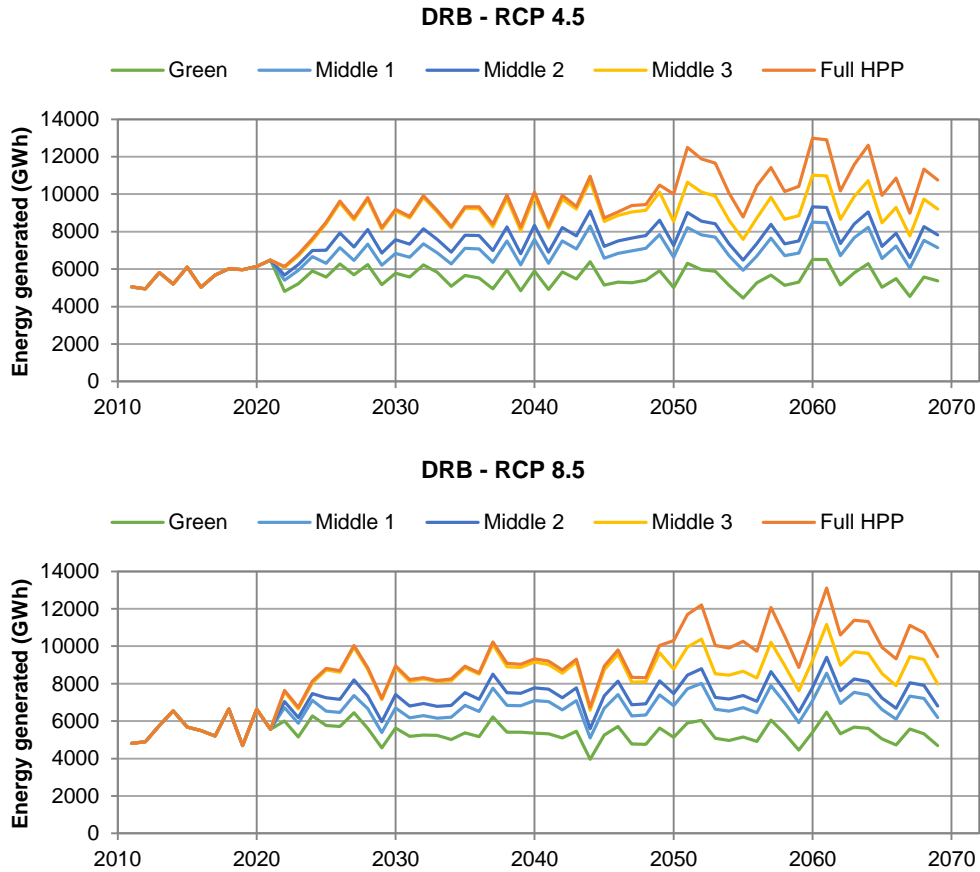 DRB - RCP 4.5
Green Middle 1 Middle 2 Middle 3 Full HPP
Energy generated (GWh)
14000
12000
10000
8000
6000
4000
2000
0
2010 2020 2030 2040 2050 2060 2070
DRB - RCP 8.5
Green Middle 1 Middle 2 Middle 3 Full HPP
Energy generated (GWh)
14000
12000
10000
8000
6000
4000
2000
0
2010 2020 2030 2040 2050 2060 2070